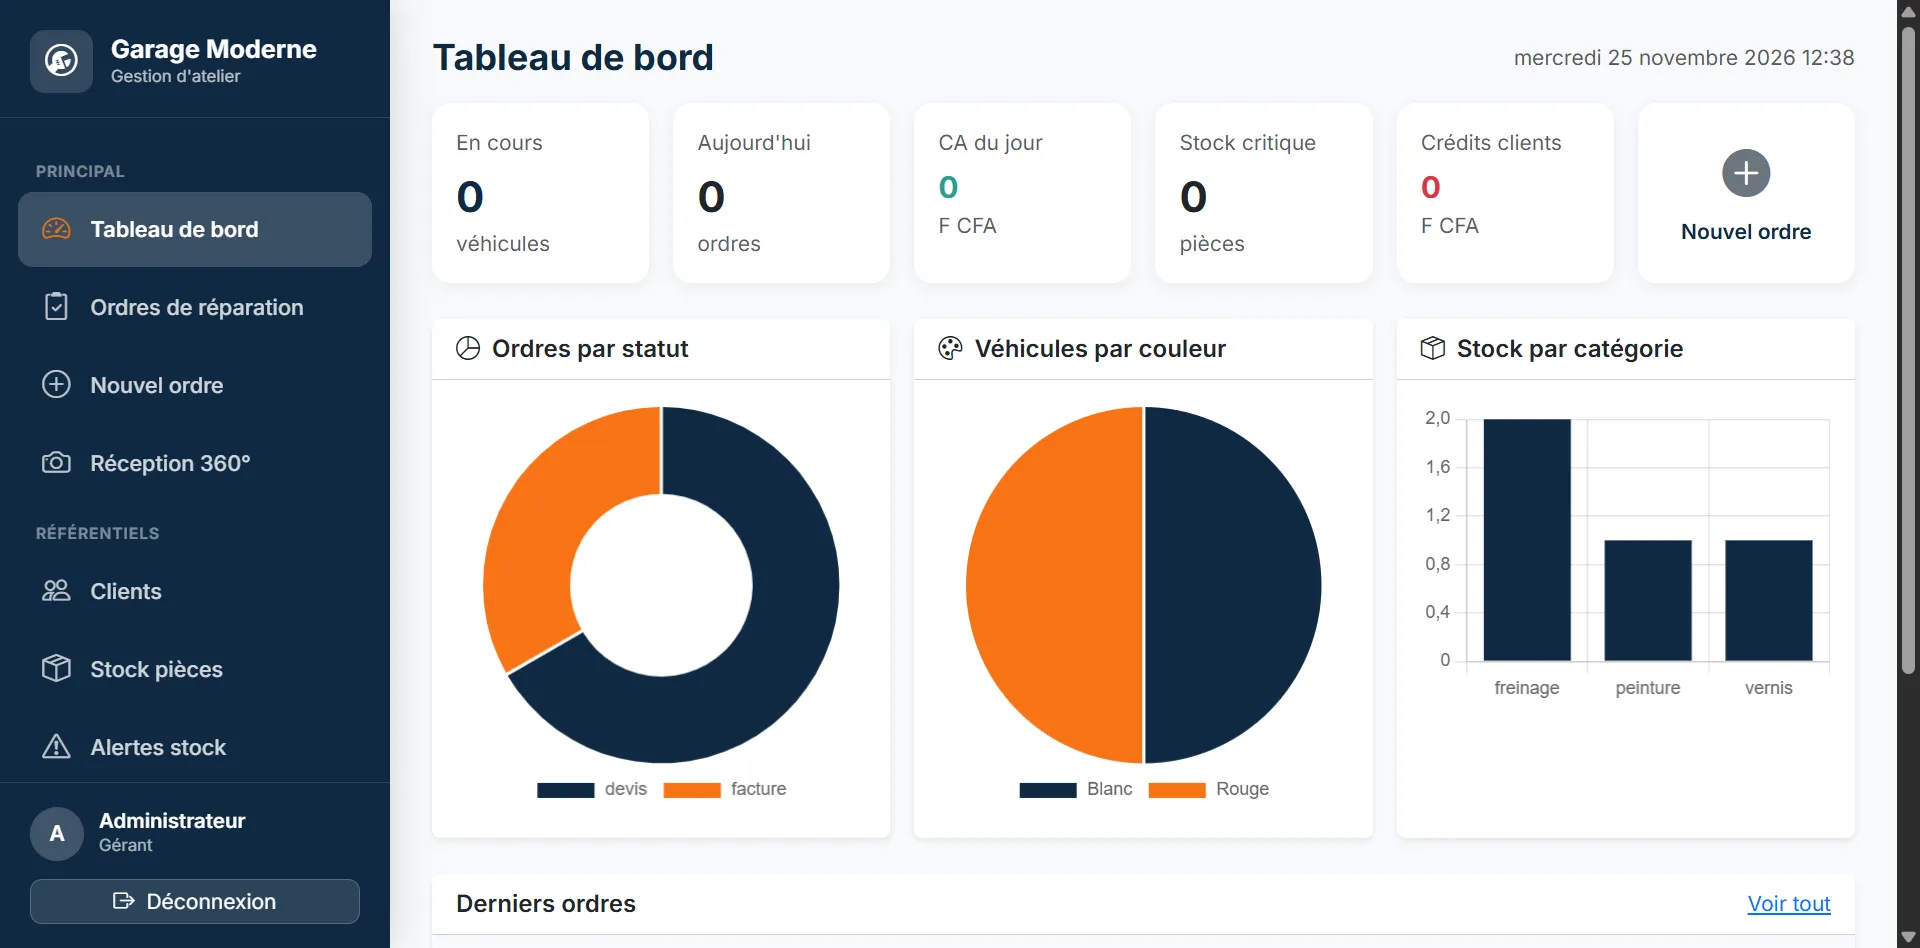 Garage Moderne
Gestion d'atelier
PRINCIPAL
Tableau de bord
Ordres de réparation
Nouvel ordre
Réception 360°
RÉFÉRENTIELS
Clients
Stock pièces
Alertes stock
A
Administrateur
Gérant
Déconnexion
Tableau de bord
mercredi 25 novembre 2026 12:38
En cours
0
véhicules
Aujourd'hui
0
ordres
CA du jour
0
F CFA
Stock critique
0
pièces
Crédits clients
0
F CFA
Nouvel ordre
Ordres par statut
devis facture
Véhicules par couleur
Blanc Rouge
Stock par catégorie
2,0
1,6
1,2
0,8
0,4
0
freinage peinture vernis
Derniers ordres
Voir tout